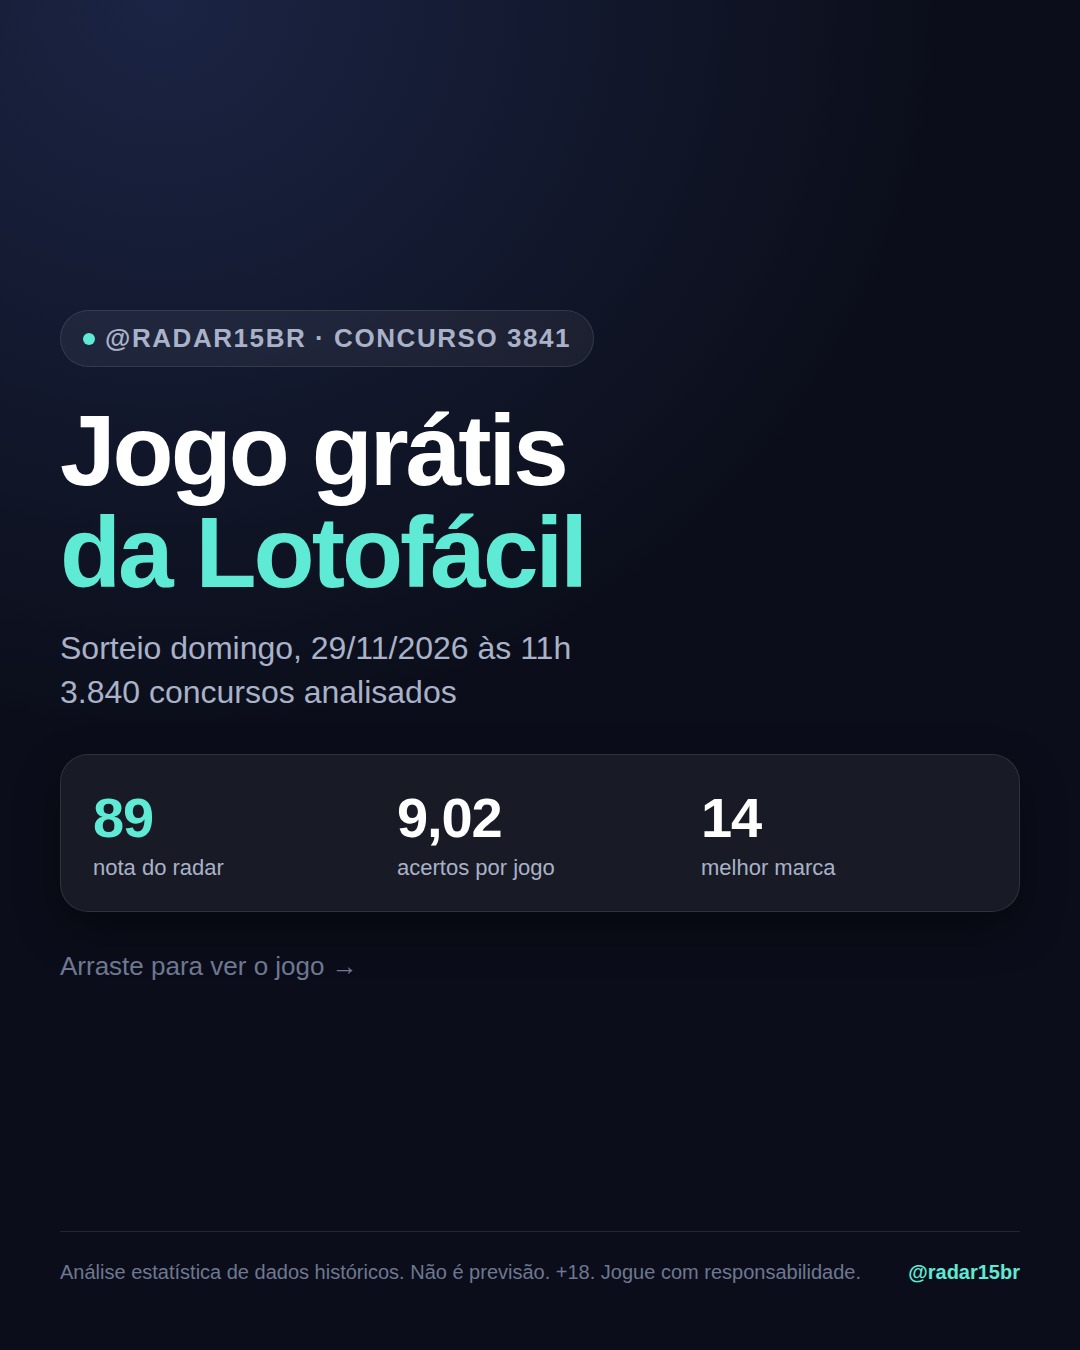 @RADAR15BR · CONCURSO 3841
Jogo grátis
da Lotofácil
Sorteio domingo, 29/11/2026 às 11h
3.840 concursos analisados
89
nota do radar
9,02
acertos por jogo
14
melhor marca
Arraste para ver o jogo →
Análise estatística de dados históricos. Não é previsão. +18. Jogue com responsabilidade.
@radar15br